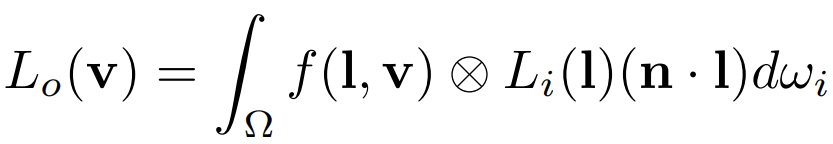 L_o(𝐯) = ∫_Ω f(𝐥, 𝐯) ⊗ L_i(𝐥)(𝐧 · 𝐥)dω_i